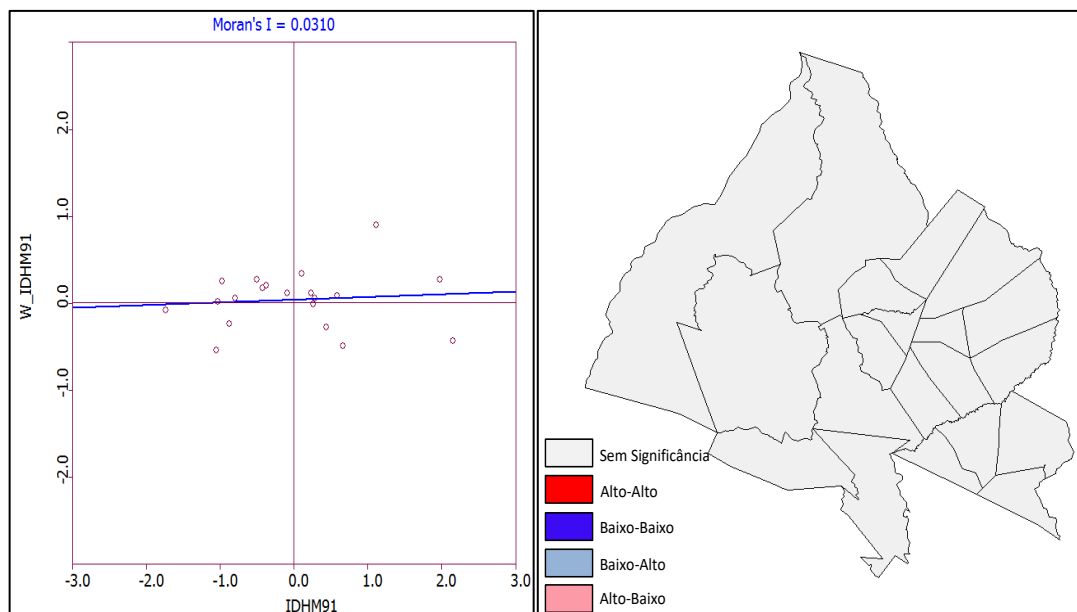 Moran's I = 0.0310
2.0
1.0
0.0
-1.0
-2.0
W_IDHM91
-3.0 -2.0 -1.0 0.0 1.0 2.0 3.0
IDHM91
Sem Significância
Alto-Alto
Baixo-Baixo
Baixo-Alto
Alto-Baixo